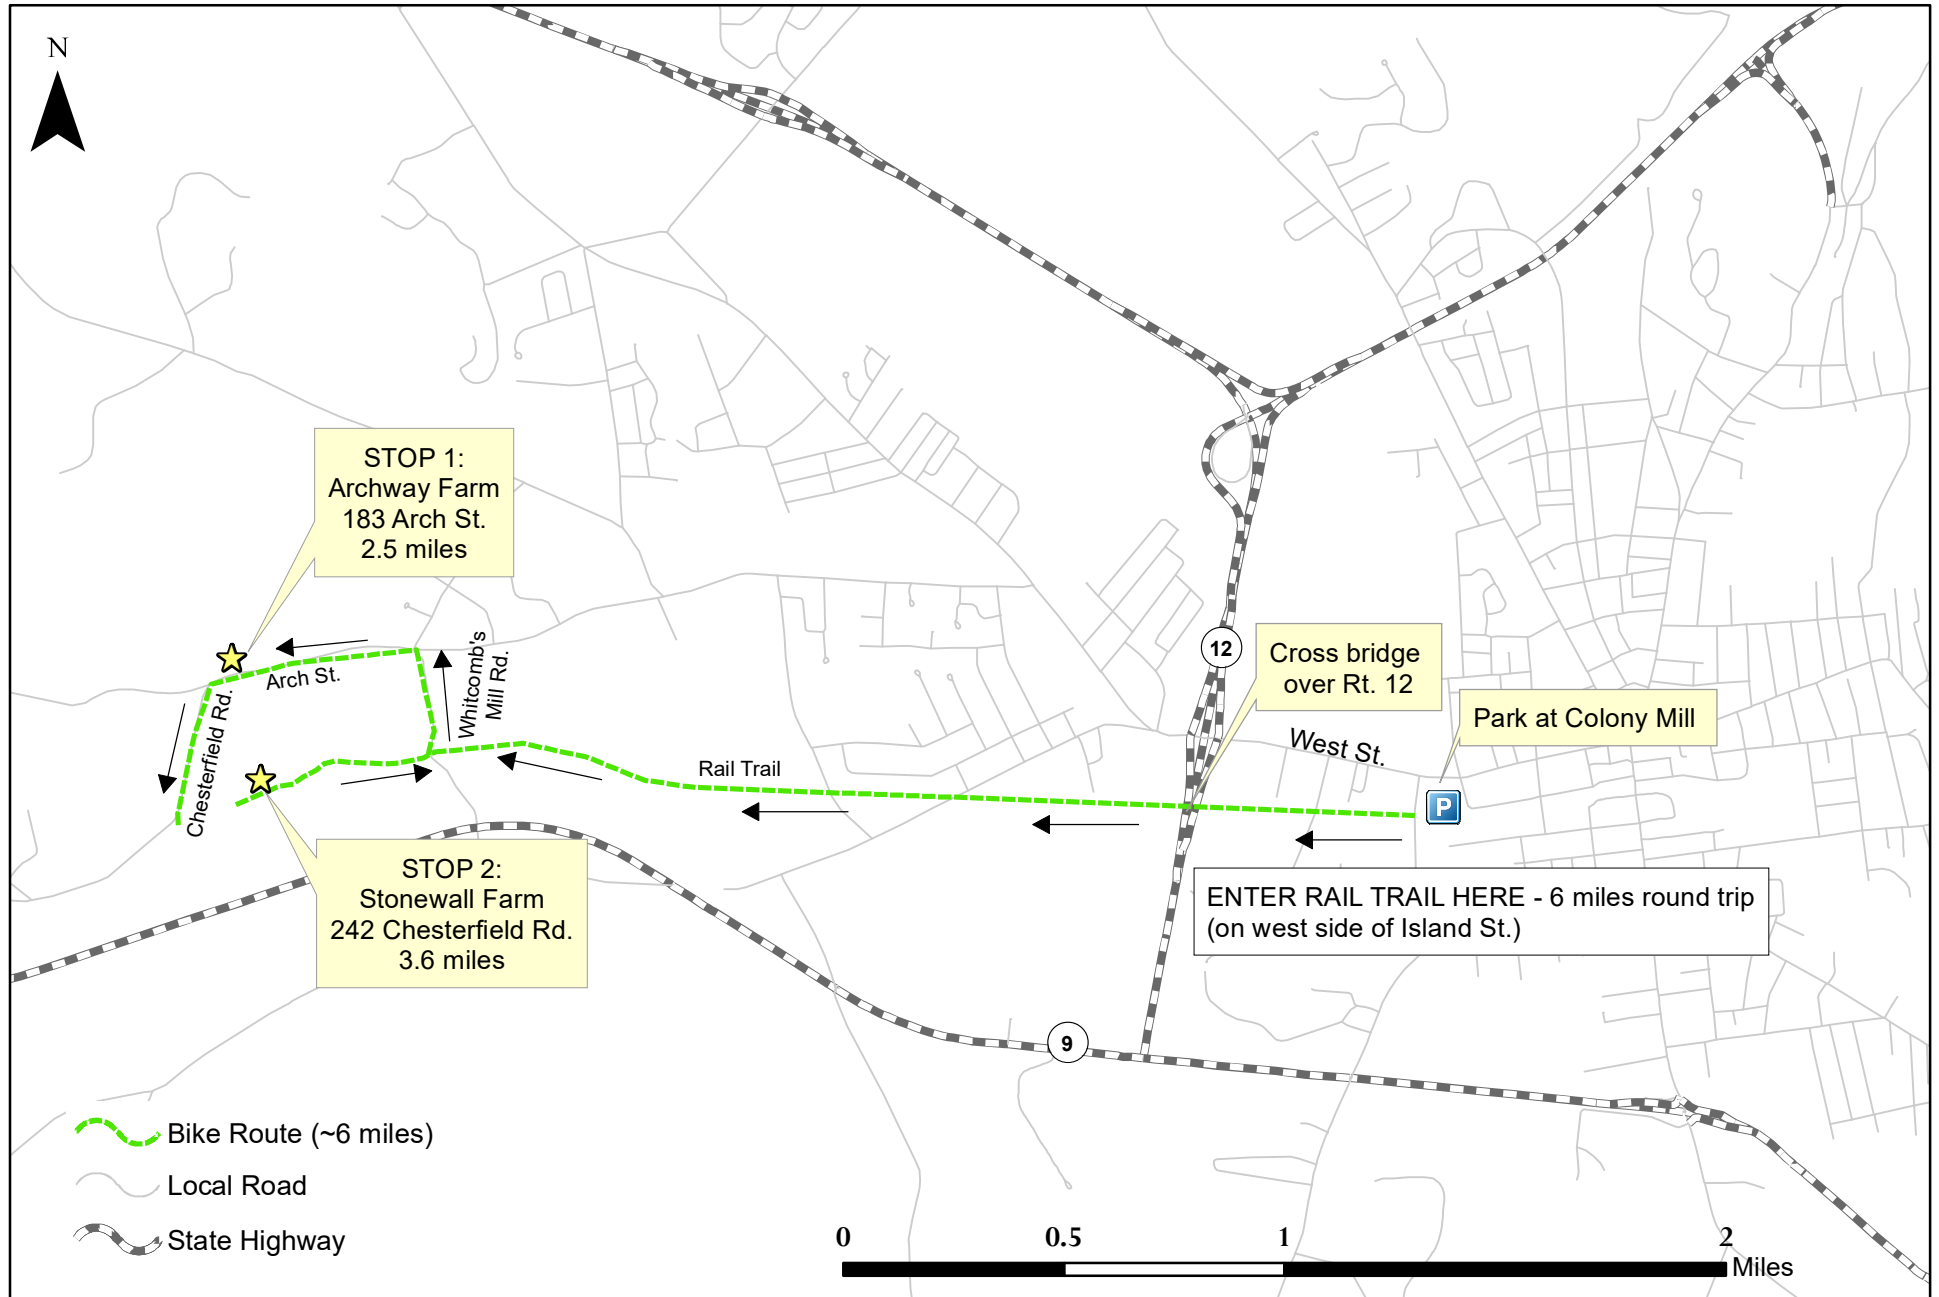 N
STOP 1:
Archway Farm
183 Arch St.
2.5 miles
Arch St.
Whitcomb's
Mill Rd.
Chesterfield Rd.
12
Cross bridge
over Rt. 12
Park at Colony Mill
West St.
Rail Trail
P
STOP 2:
Stonewall Farm
242 Chesterfield Rd.
3.6 miles
ENTER RAIL TRAIL HERE - 6 miles round trip
(on west side of Island St.)
9
Bike Route (~6 miles)
Local Road
State Highway
0 0.5 1 2
Miles